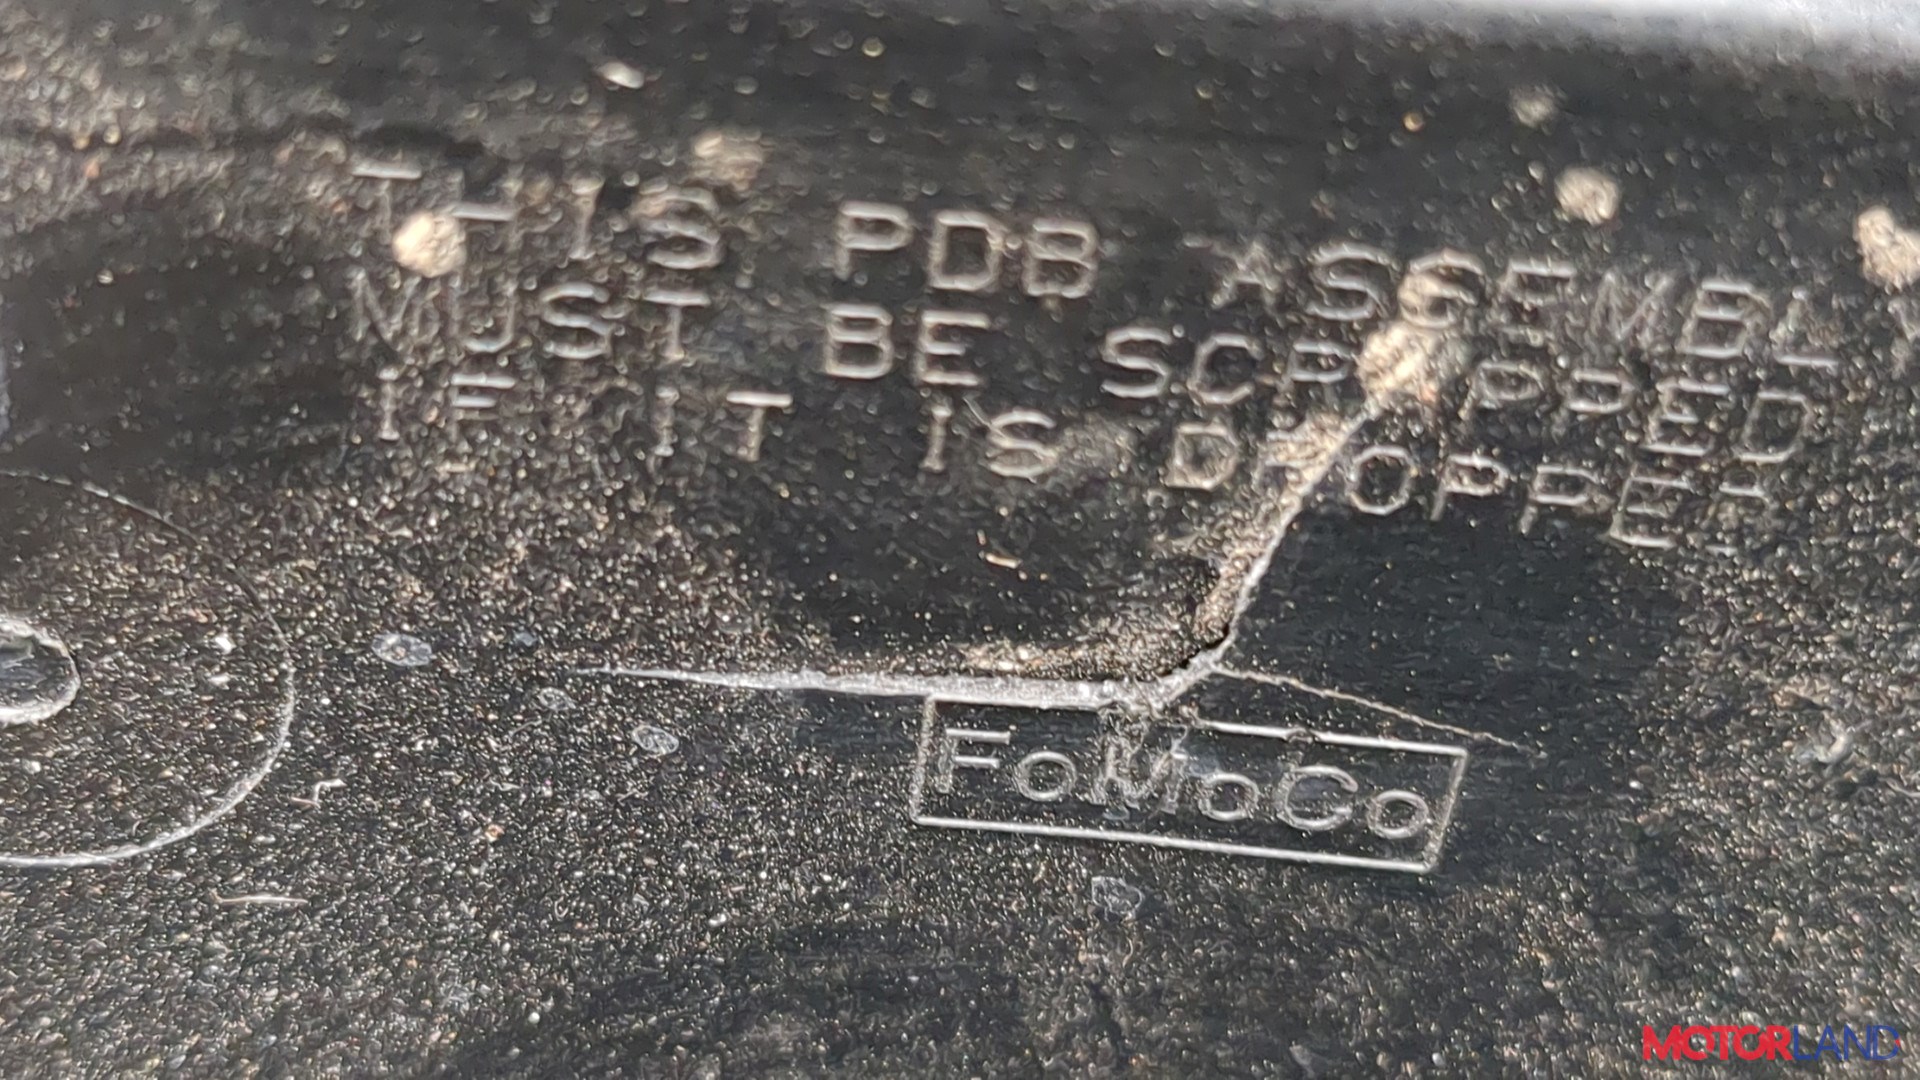 THIS PDB ASSEMBLY
MUST BE SCRAPPED
IF IT IS DROPPED
FoMoCo
MOTORLAND